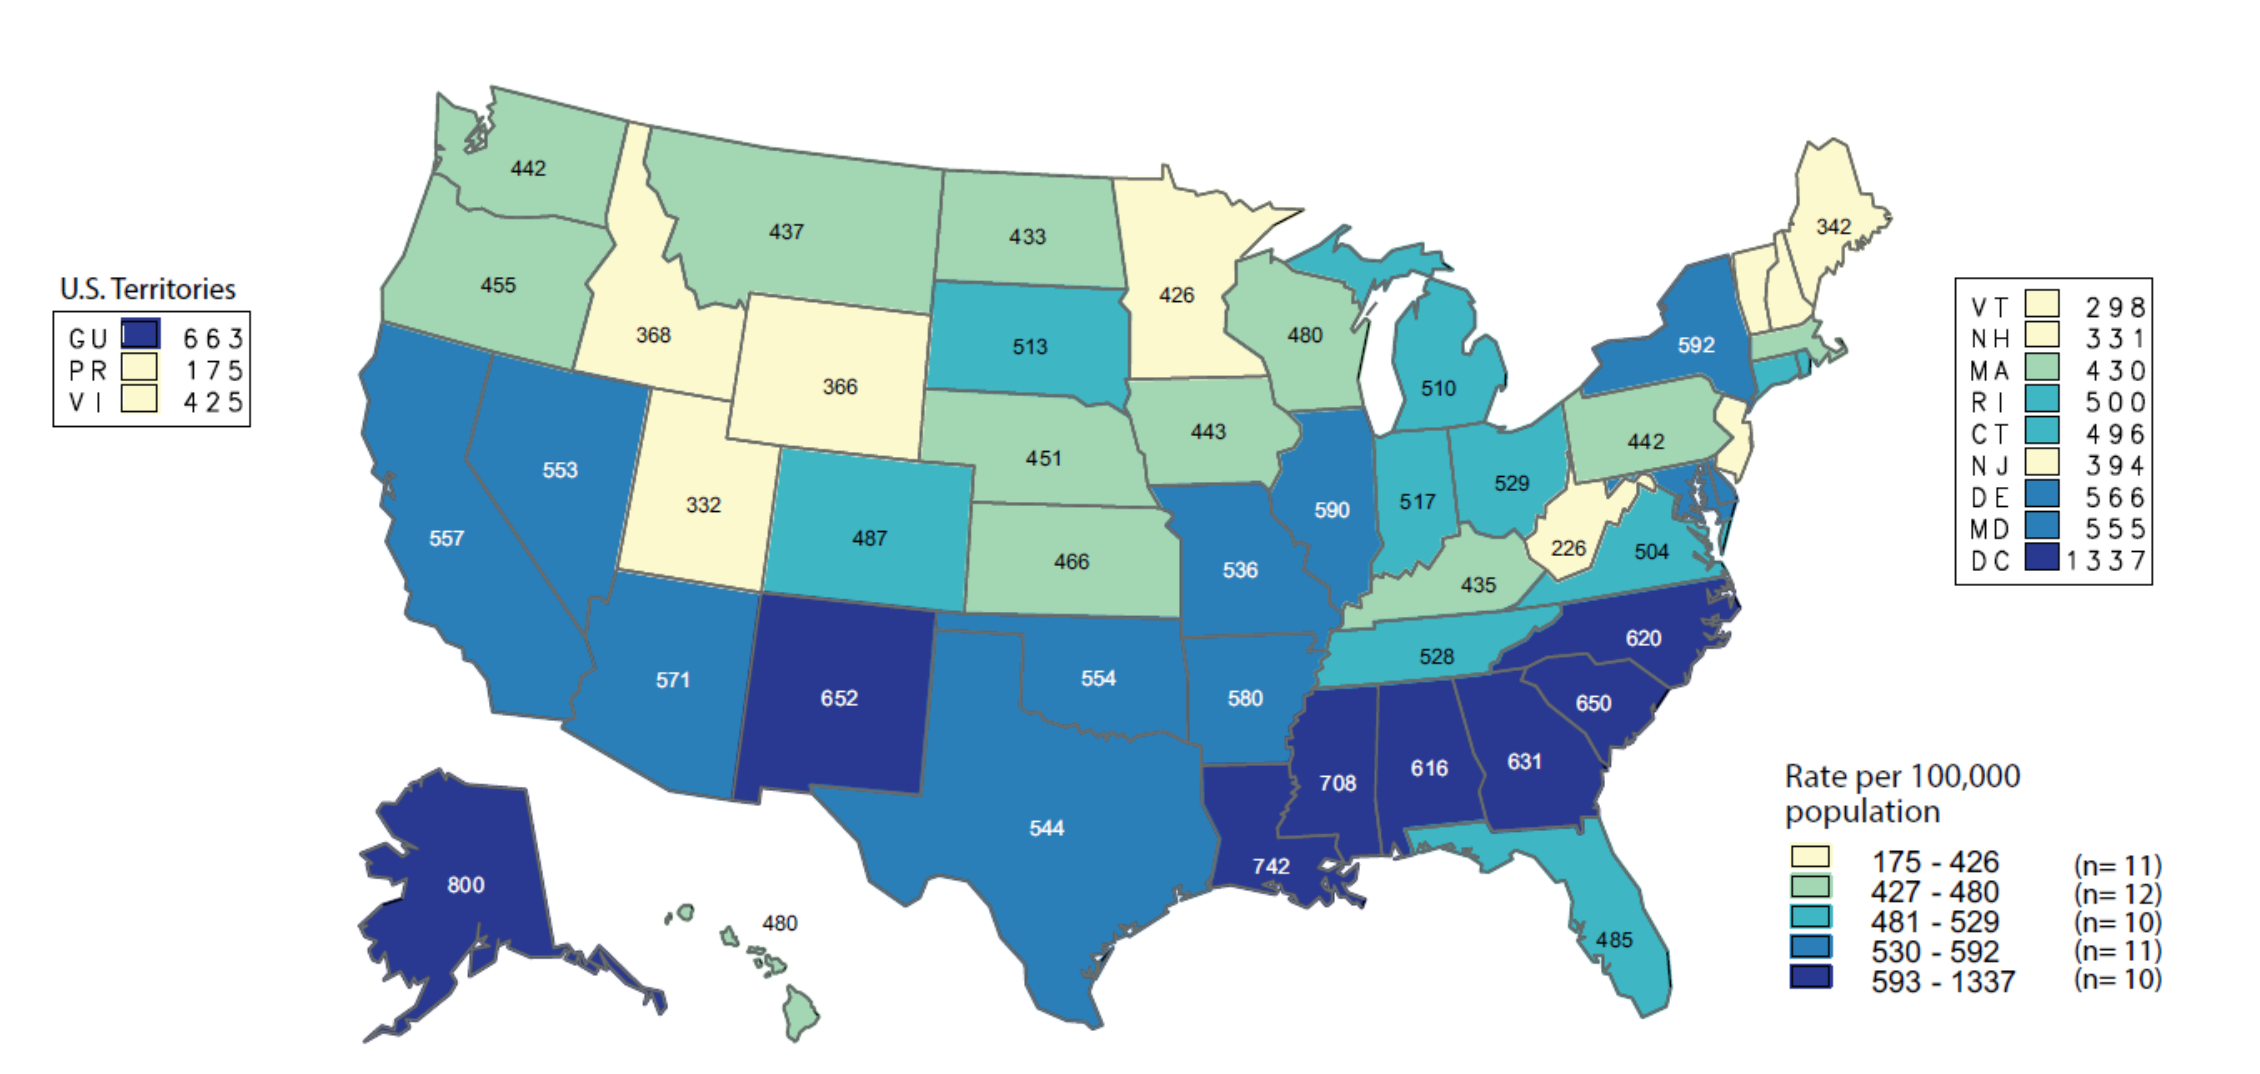 442
437
433
342
455
426
U.S. Territories
GU 663
PR 175
VI 425
368
513
480
592
VT 298
NH 331
MA 430
RI 500
CT 496
NJ 394
DE 566
MD 555
DC 1337
366
510
443
442
553
451
332
529
517
590
557
487
466
536
226
504
435
620
528
571
652
554
580
650
708
616
631
544
742
800
480
485
Rate per 100,000
population
175 - 426 (n= 11)
427 - 480 (n= 12)
481 - 529 (n= 10)
530 - 592 (n= 11)
593 - 1337 (n= 10)